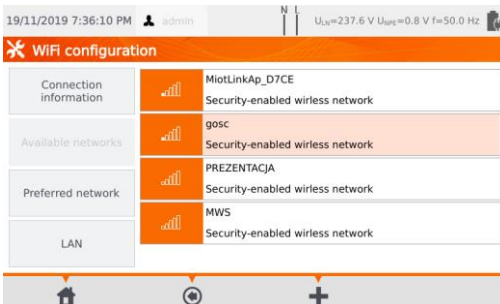 19/11/2019 7:36:10 PM admin N L U_LN=237.6 V U_NPE=0.8 V f=50.0 Hz
WiFi configuration
Connection information
Available networks
Preferred network
LAN
MiotLinkAp_D7CE
Security-enabled wirless network
gosc
Security-enabled wirless network
PREZENTACJA
Security-enabled wirless network
MWS
Security-enabled wirless network